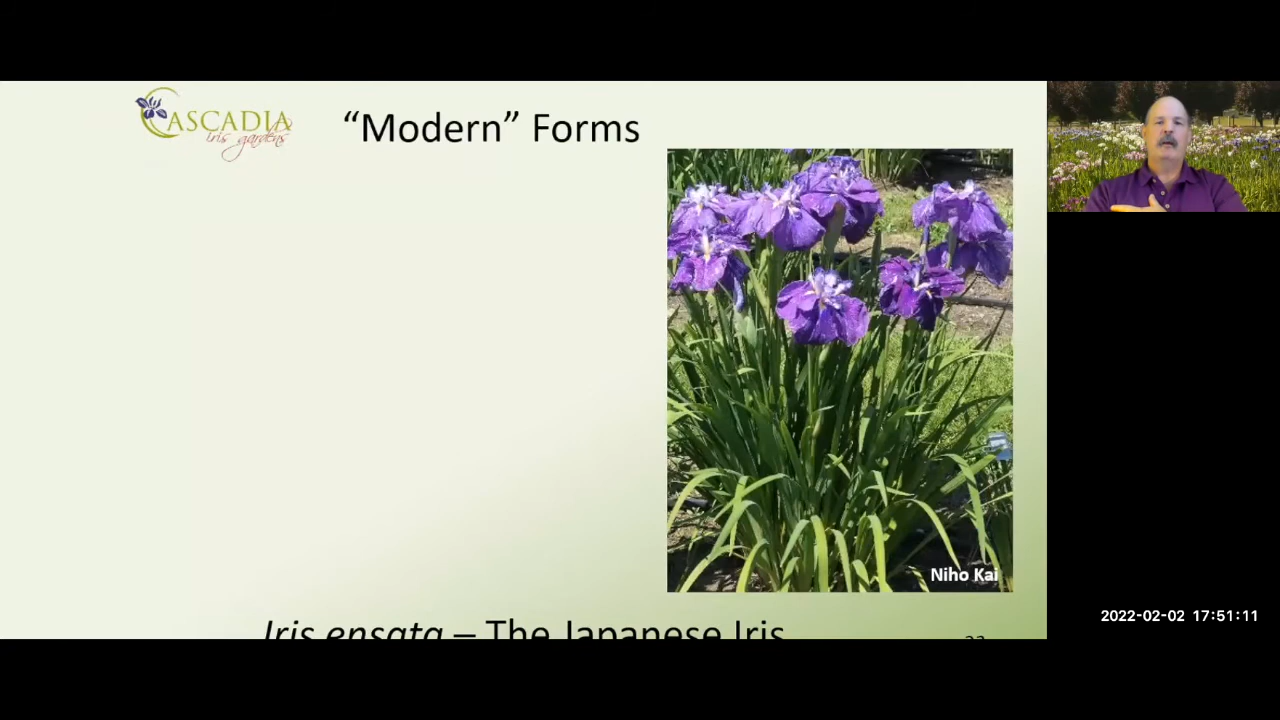 CASCADIA
iris gardens
“Modern” Forms
Niho Kai
2022-02-02 17:51:11
Iris ensata – The Japanese Iris